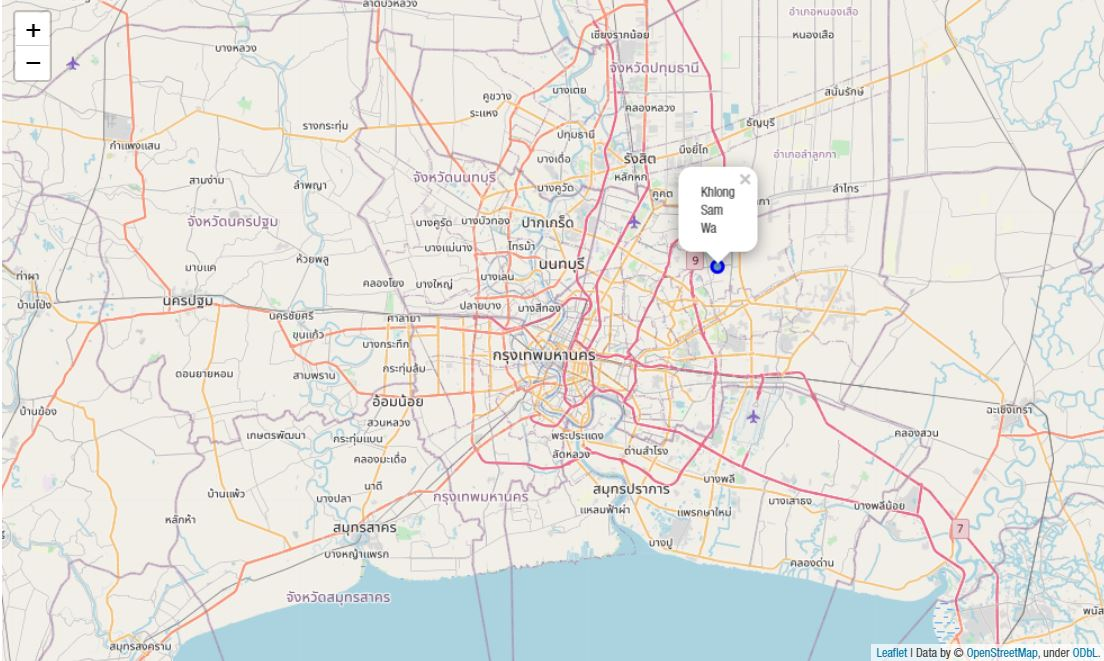 +
−
ลาดบัวหลวง
เชียงรากน้อย
อำเภอหนองเสือ
หนองเสือ
บางหลวง
จังหวัดปทุมธานี
บางเตย
สนั่นรักษ์
คูขวาง
ระแหง
คลองหลวง
รางกระทุ่ม
ธัญบุรี
ปทุมธานี
กำแพงแสน
บางเดื่อ
รังสิต
บึงยี่โถ
อำเภอลำลูกกา
หลักหก
สามง่าม
ลำพญา
จังหวัดนนทบุรี
บางคูวัด
คูคต
ลำไทร
Khlong
Sam
Wa
×
จังหวัดนครปฐม
บางคูรัด
บางบัวทอง
ปากเกร็ด
บางแม่นาง
ไทรม้า
ห้วยพลู
มาบแค
นนทบุรี
9
ท่าผา
คลองโยง
บางใหญ่
บางเลน
บ้านโป่ง
นครปฐม
ปลายบาง
บางสีทอง
นครชัยศรี
ศาลายา
ขุนแก้ว
บางกระทึก
กรุงเทพมหานคร
ดอนยายหอม
สามพราน
กระทุ่มล้ม
บ้านฆ้อง
อ้อมน้อย
ฉะเชิงเทรา
สวนหลวง
เกษตรพัฒนา
กระทุ่มแบน
พระประแดง
คลองสวน
คลองมะเดื่อ
ลัดหลวง
ด่านสำโรง
บางพลี
บ้านแพ้ว
นาดี
บางปลา
กรุงเทพมหานคร
สมุทรปราการ
บางเสาธง
บางพลีน้อย
แหลมฟ้าผ่า
แพรกษาใหม่
หลักห้า
สมุทรสาคร
7
บางปู
บางหญ้าแพรก
คลองด่าน
จังหวัดสมุทรสาคร
สมุทรสงคราม
Leaflet | Data by © OpenStreetMap, under ODbL.